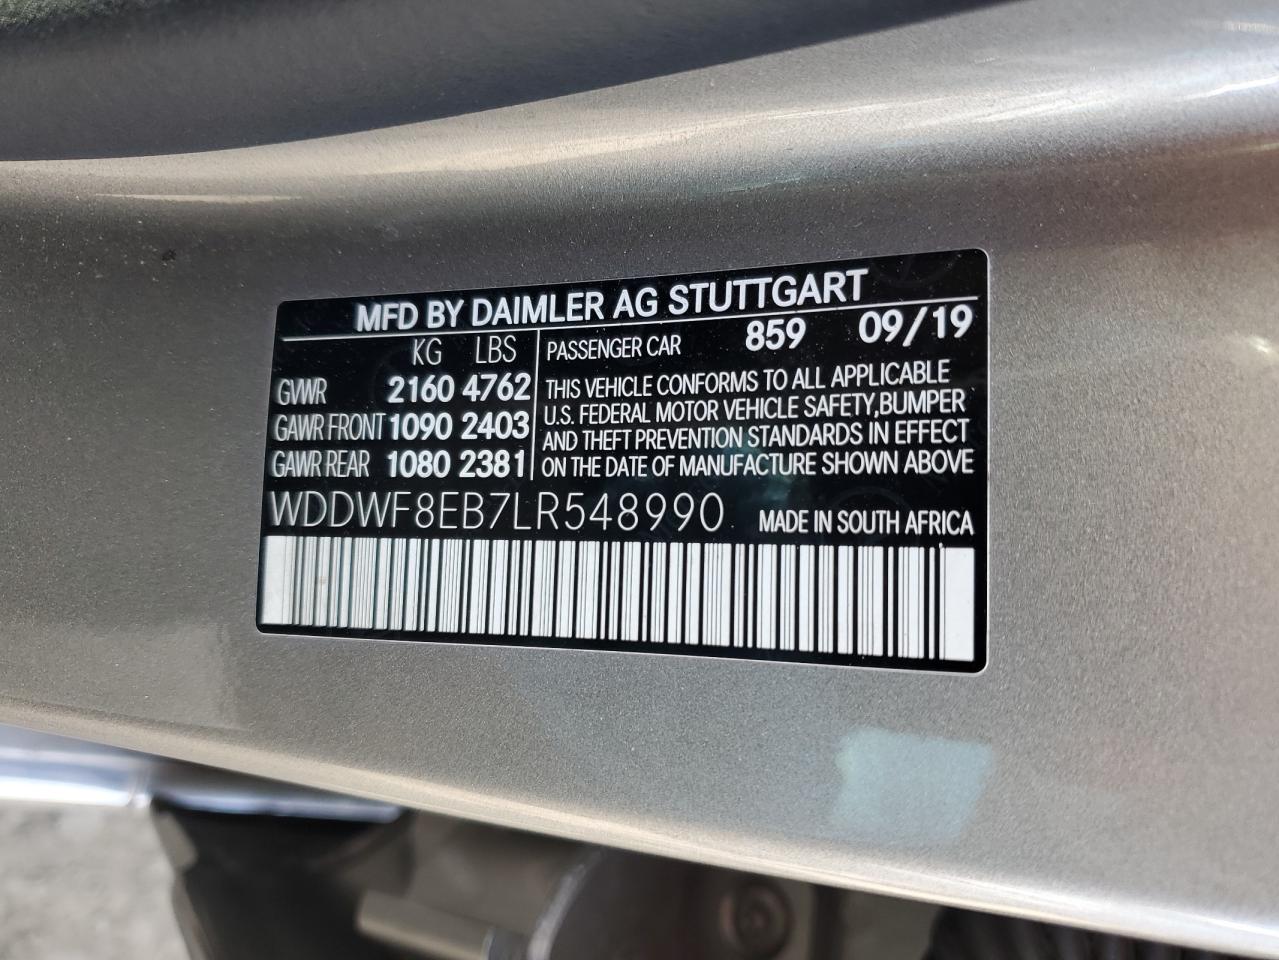 MFD BY DAIMLER AG STUTTGART
KG LBS
GVWR 2160 4762
GAWR FRONT 1090 2403
GAWR REAR 1080 2381
PASSENGER CAR 859 09/19
THIS VEHICLE CONFORMS TO ALL APPLICABLE
U.S. FEDERAL MOTOR VEHICLE SAFETY,BUMPER
AND THEFT PREVENTION STANDARDS IN EFFECT
ON THE DATE OF MANUFACTURE SHOWN ABOVE
WDDWF8EB7LR548990 MADE IN SOUTH AFRICA